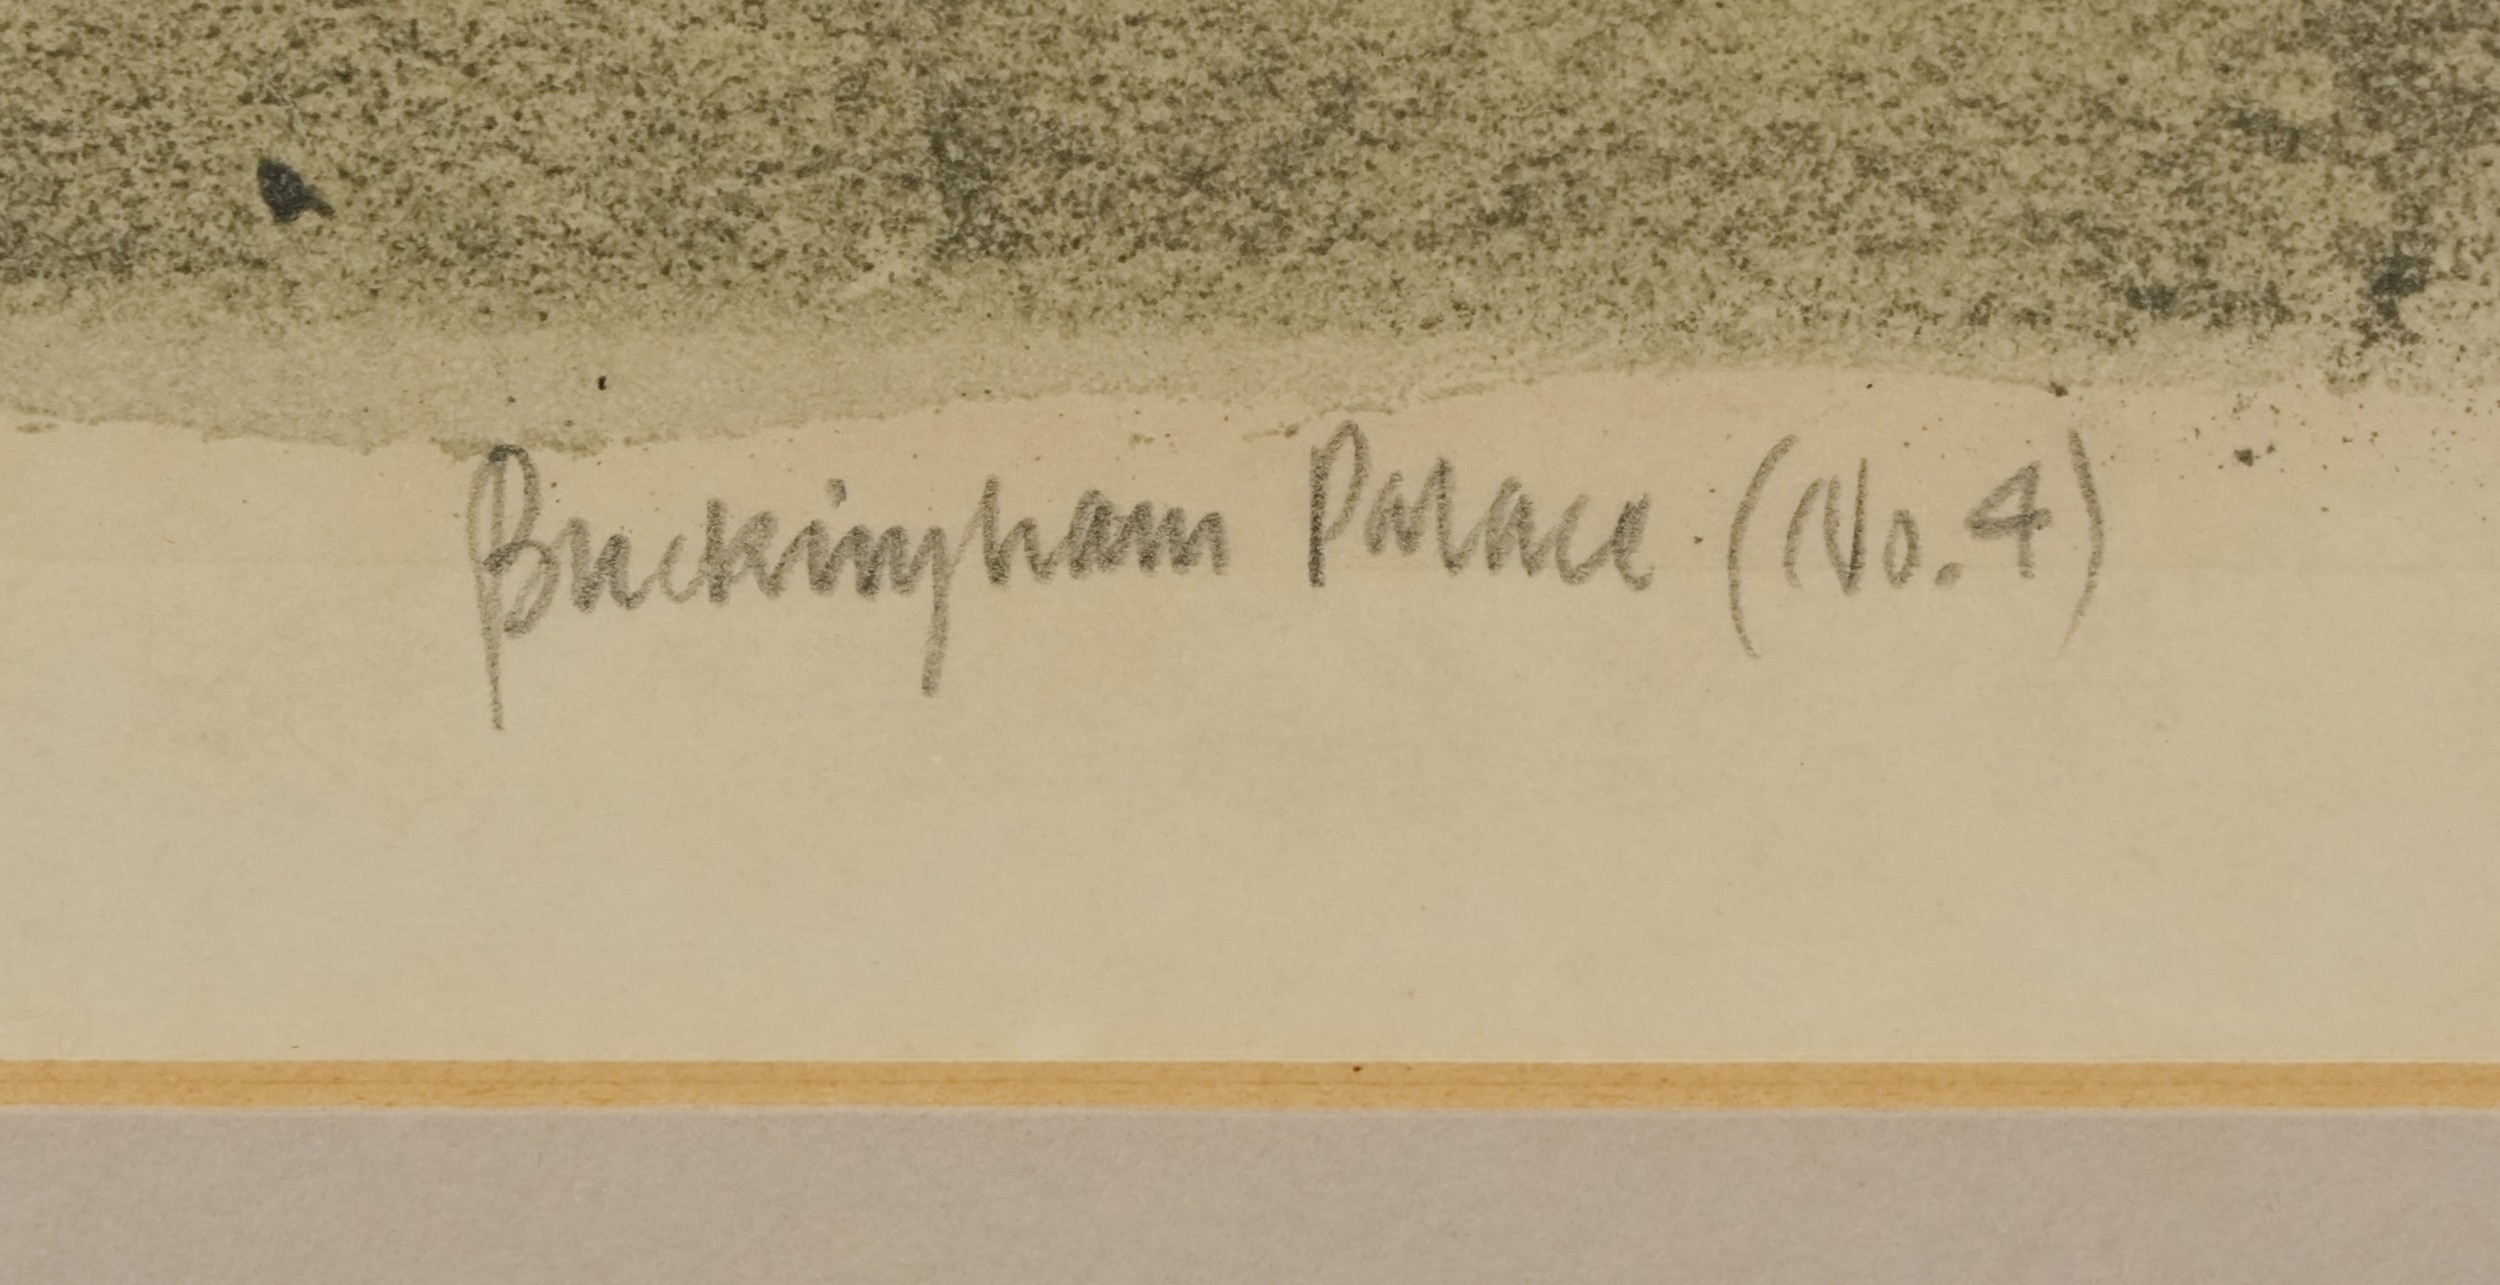 Buckingham Palace (No. 4)